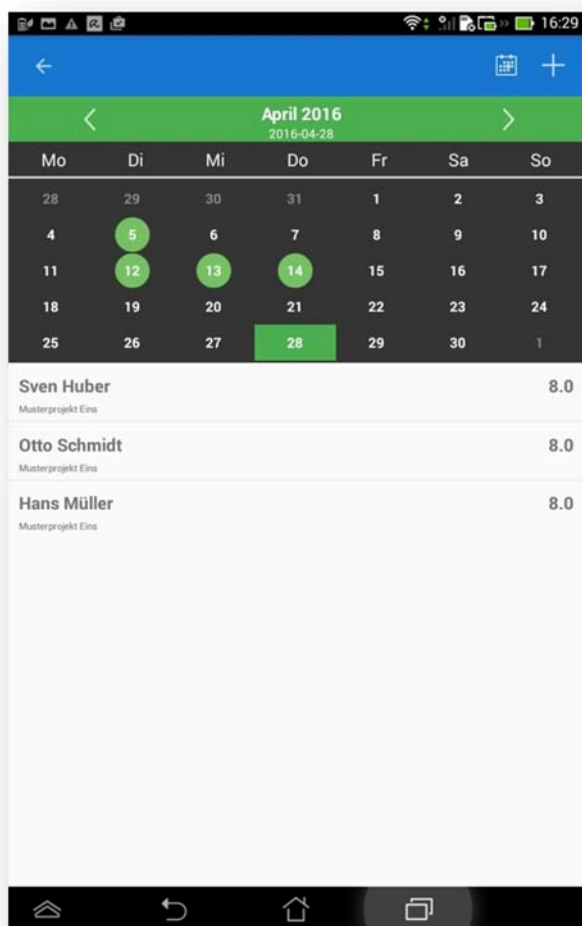 16:29
April 2016
2016-04-28
Mo Di Mi Do Fr Sa So
28 29 30 31 1 2 3
4 5 6 7 8 9 10
11 12 13 14 15 16 17
18 19 20 21 22 23 24
25 26 27 28 29 30 1
Sven Huber 8.0
Musterprojekt Eins
Otto Schmidt 8.0
Musterprojekt Eins
Hans Müller 8.0
Musterprojekt Eins